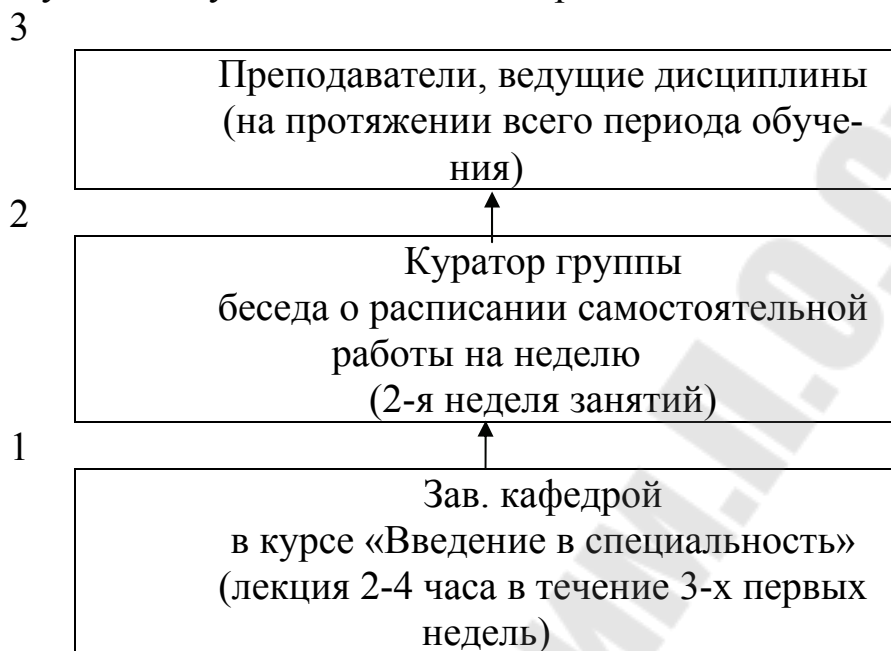 3
Преподаватели, ведущие дисциплины
(на протяжении всего периода обуче-
ния)
2
Куратор группы
беседа о расписании самостоятельной
работы на неделю
(2-я неделя занятий)
1
Зав. кафедрой
в курсе «Введение в специальность»
(лекция 2-4 часа в течение 3-х первых
недель)